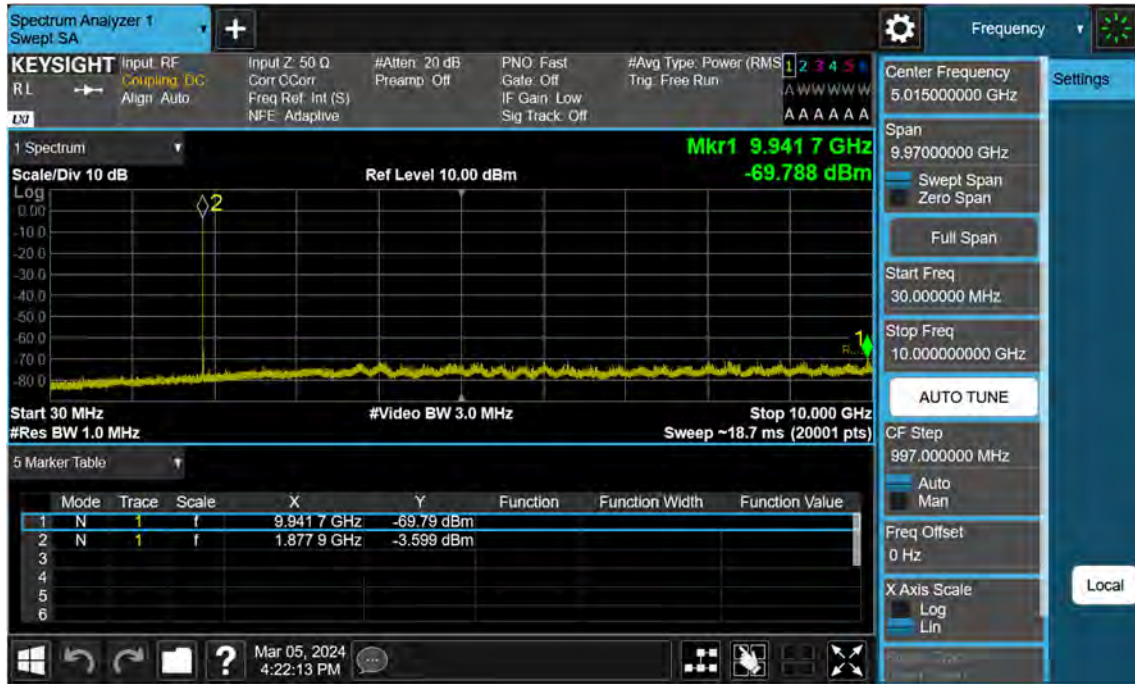 Spectrum Analyzer 1
Swept SA
+
Frequency
KEYSIGHT
RL
LXI
Input: RF
Coupling: DC
Align: Auto
Input Z: 50 Ω
Corr CCorr
Freq Ref: Int (S)
NFE: Adaptive
#Atten: 20 dB
Preamp: Off
PNO: Fast
Gate: Off
IF Gain: Low
Sig Track: Off
#Avg Type: Power (RMS
Trig: Free Run
1 2 3 4 5 6
A W W W W W
A A A A A A
1 Spectrum
Scale/Div 10 dB
Ref Level 10.00 dBm
Mkr1 9.941 7 GHz
-69.788 dBm
Log
0.00
-10.0
-20.0
-30.0
-40.0
-50.0
-60.0
-70.0
-80.0
2
1
Start 30 MHz
#Res BW 1.0 MHz
#Video BW 3.0 MHz
Stop 10.000 GHz
Sweep ~18.7 ms (20001 pts)
5 Marker Table
Mode Trace Scale X Y Function Function Width Function Value
1 N 1 f 9.941 7 GHz -69.79 dBm
2 N 1 f 1.877 9 GHz -3.599 dBm
3
4
5
6
Mar 05, 2024
4:22:13 PM
Center Frequency
5.015000000 GHz
Settings
Span
9.97000000 GHz
Swept Span
Zero Span
Full Span
Start Freq
30.000000 MHz
Stop Freq
10.000000000 GHz
AUTO TUNE
CF Step
997.000000 MHz
Auto
Man
Freq Offset
0 Hz
X Axis Scale
Log
Lin
Local